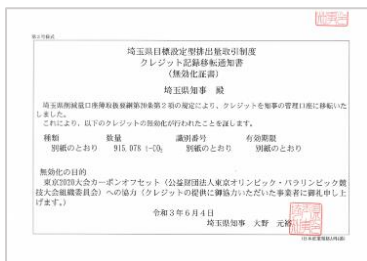 埼玉県目標設定型排出量取引制度
クレジット記録移転通知書
(無効化証書)
埼玉県知事 殿
埼玉県削減量口座簿取扱要綱第20条第2項の規定により、クレジットを知事の管理口座に移転いた
しました。
これにより、以下のクレジットの無効化が行われたことを証します。
種類 数量 識別番号 有効期限
別紙のとおり 915,078 t-CO₂ 別紙のとおり 別紙のとおり
無効化の目的
東京2020大会カーボンオフセット(公益財団法人東京オリンピック・パラリンピック競
技大会組織委員会)への協力(クレジットの提供に御協力いただいた事業者に御礼申し上
げます。)
令和3年6月4日
埼玉県知事 大野 元裕